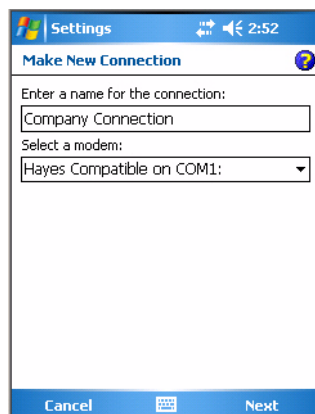 Settings 2:52
Make New Connection ?
Enter a name for the connection:
Company Connection
Select a modem:
Hayes Compatible on COM1:
Cancel Next